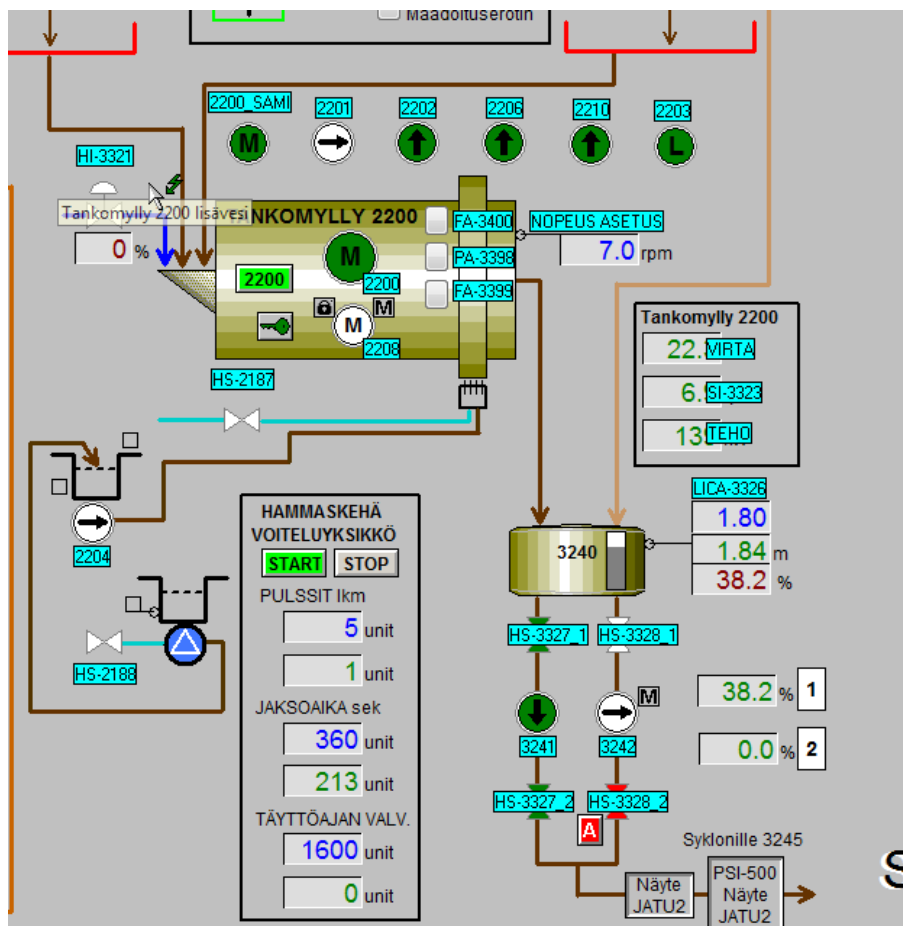 Maadoituserotin
2200_SAMI
2201
2202
2206
2210
2203
M
L
HI-3321
Tankomylly 2200 lisävesi
TANKOMYLLY 2200
FA-3400
NOPEUS ASETUS
0 %
7.0 rpm
M
PA-3398
2200
2200
FA-3399
M
M
2208
Tankomylly 2200
VIRTA
SI-3323
TEHO
HS-2187
2204
HS-2188
HAMMASKEHÄ
VOITELUYKSIKKÖ
START STOP
PULSSIT lkm
5 unit
1 unit
JAKSOAIKA sek
360 unit
213 unit
TÄYTTÖAJAN VALV.
1600 unit
0 unit
LICA-3326
1.80
1.84 m
38.2 %
3240
HS-3327_1
HS-3328_1
M
3241
3242
38.2 % 1
0.0 % 2
HS-3327_2
HS-3328_2
A
Syklonille 3245
Näyte
JATU2
PSI-500
Näyte
JATU2
S